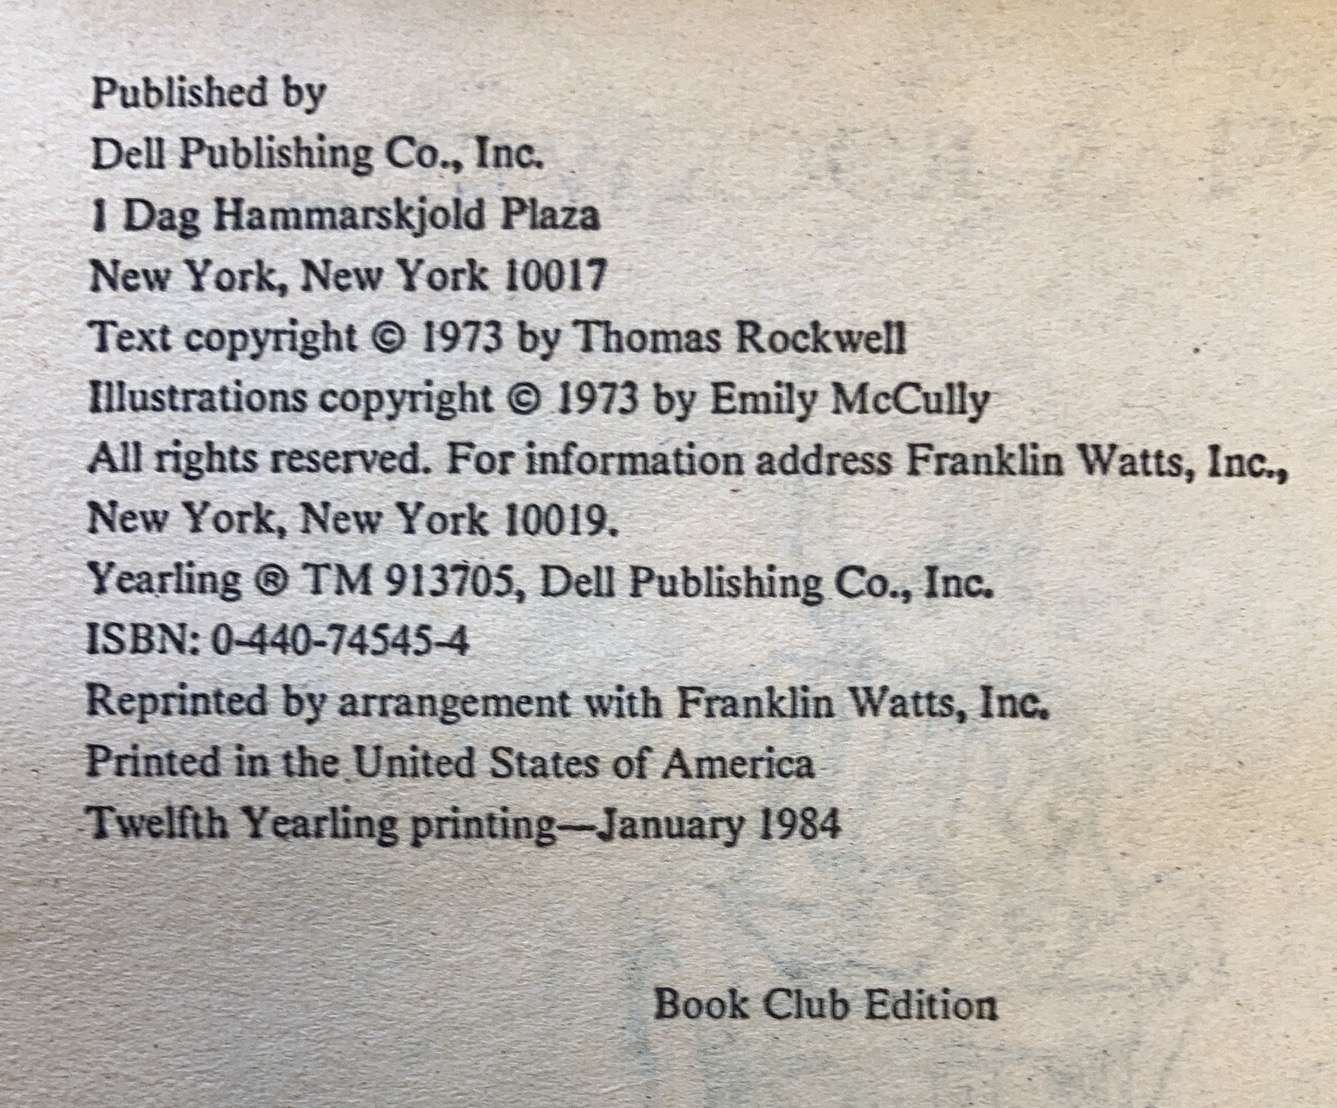 Published by
Dell Publishing Co., Inc.
1 Dag Hammarskjold Plaza
New York, New York 10017
Text copyright © 1973 by Thomas Rockwell
Illustrations copyright © 1973 by Emily McCully
All rights reserved. For information address Franklin Watts, Inc.,
New York, New York 10019.
Yearling ® TM 913705, Dell Publishing Co., Inc.
ISBN: 0-440-74545-4
Reprinted by arrangement with Franklin Watts, Inc.
Printed in the United States of America
Twelfth Yearling printing—January 1984
Book Club Edition